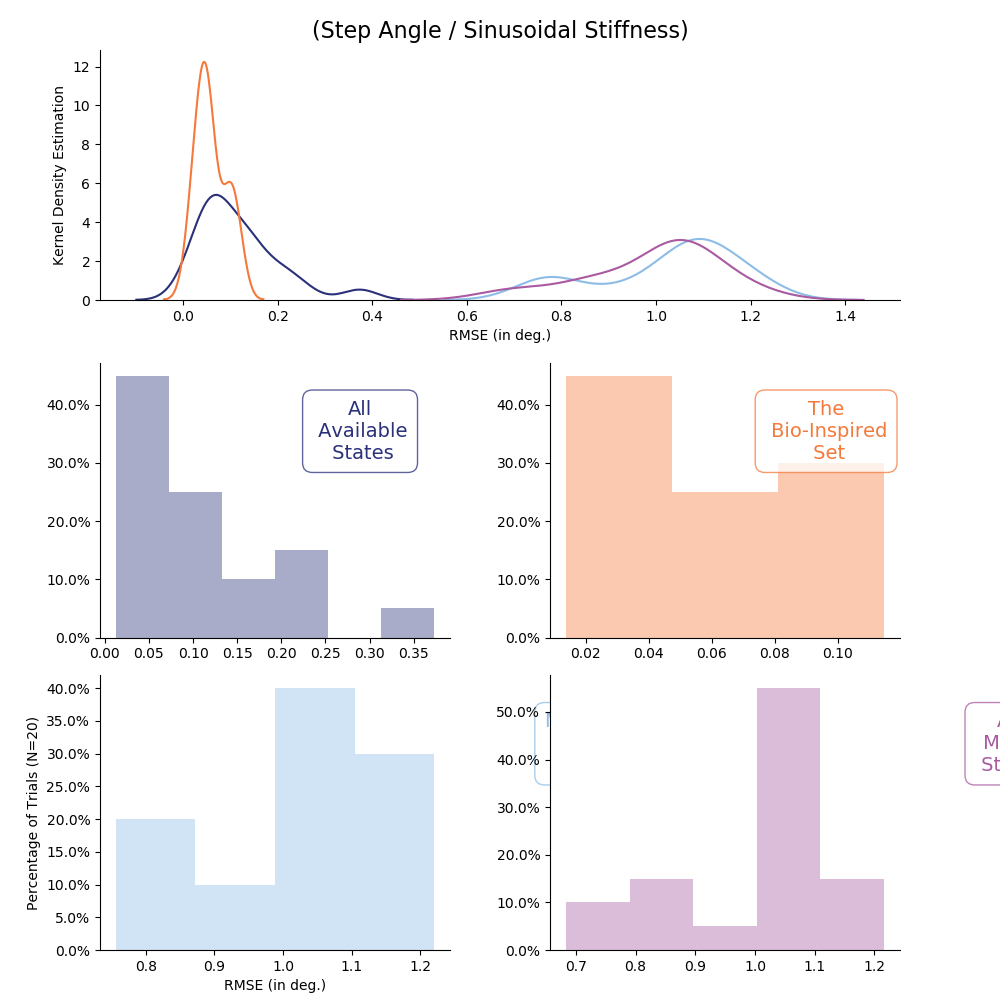 (Step Angle / Sinusoidal Stiffness)
Kernel Density Estimation
12
10
8
6
4
2
0
0.0 0.2 0.4 0.6 0.8 1.0 1.2 1.4
RMSE (in deg.)
40.0%
30.0%
20.0%
10.0%
0.0%
0.00 0.05 0.10 0.15 0.20 0.25 0.30 0.35
All
Available
States
40.0%
30.0%
20.0%
10.0%
0.0%
0.02 0.04 0.06 0.08 0.10
The
Bio-Inspired
Set
Percentage of Trials (N=20)
40.0%
35.0%
30.0%
25.0%
20.0%
15.0%
10.0%
5.0%
0.0%
0.8 0.9 1.0 1.1 1.2
RMSE (in deg.)
50.0%
40.0%
30.0%
20.0%
10.0%
0.0%
0.7 0.8 0.9 1.0 1.1 1.2